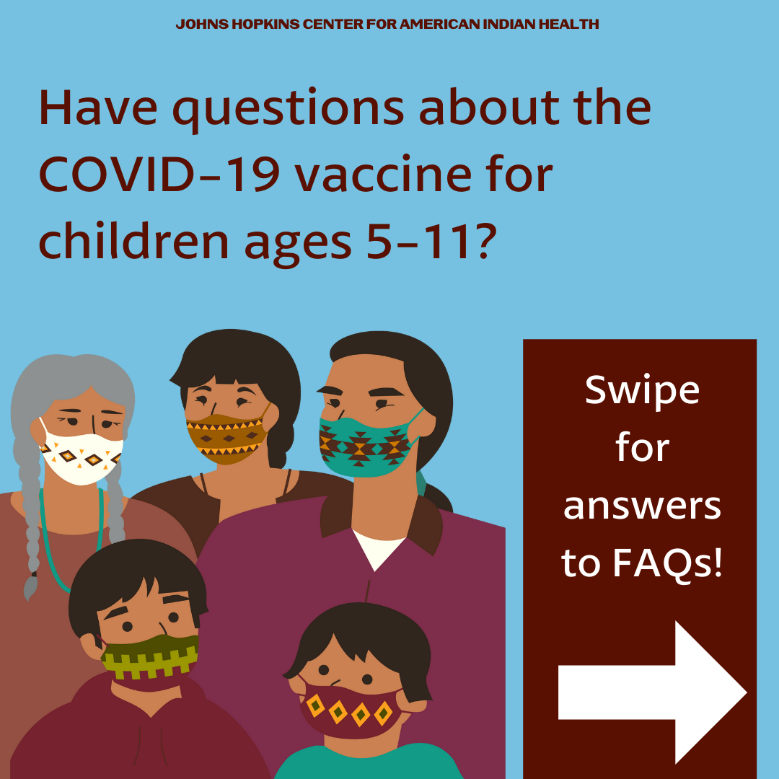 JOHNS HOPKINS CENTER FOR AMERICAN INDIAN HEALTH
Have questions about the
COVID-19 vaccine for
children ages 5-11?
Swipe
for
answers
to FAQs!